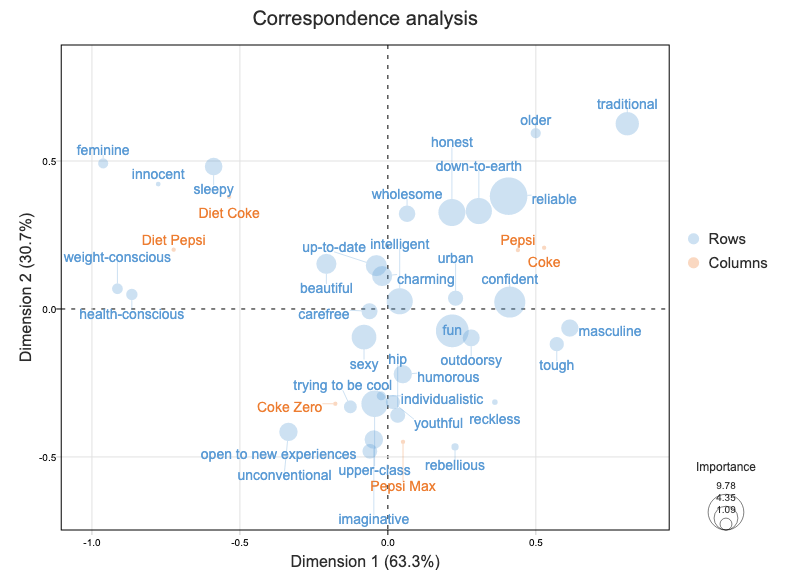 Correspondence analysis
traditional
older
honest
feminine
down-to-earth
innocent
sleepy
wholesome
reliable
Diet Coke
Diet Pepsi
Pepsi
up-to-date
intelligent
weight-conscious
urban
Coke
charming
confident
beautiful
health-conscious
carefree
fun
masculine
sexy
hip
outdoorsy
tough
humorous
trying to be cool
Coke Zero
individualistic
youthful
reckless
open to new experiences
unconventional
upper-class
rebellious
Pepsi Max
imaginative
0.5
0.0
-0.5
-1.0
-0.5
0.0
0.5
Dimension 1 (63.3%)
Dimension 2 (30.7%)
Rows
Columns
Importance
9.78
4.35
1.09